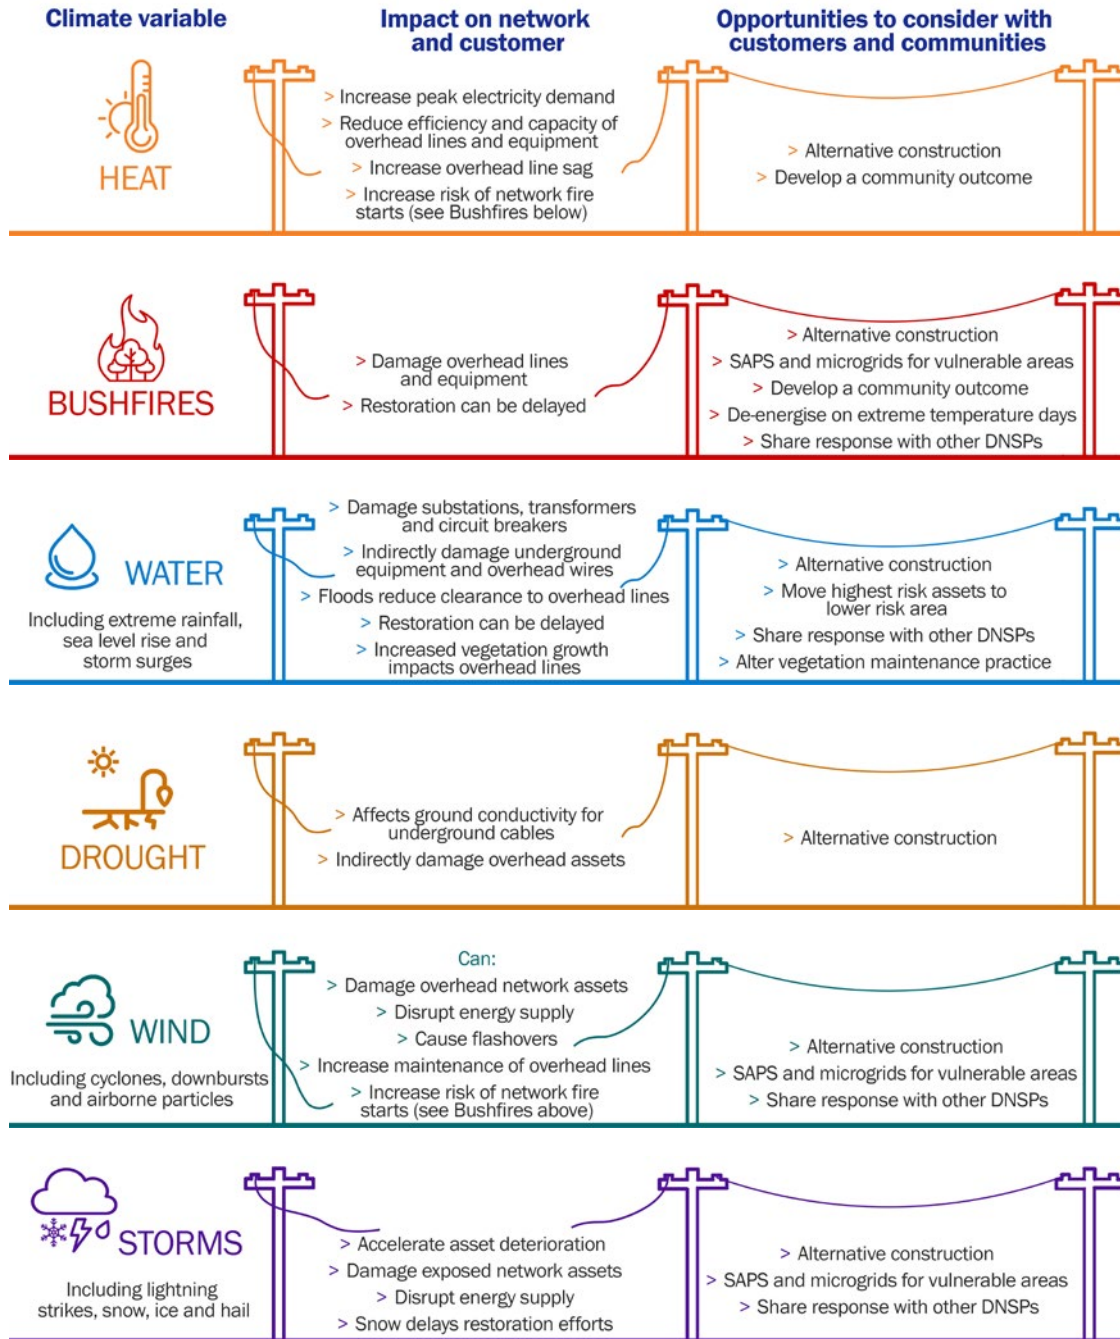 Climate variable
Impact on network
and customer
Opportunities to consider with
customers and communities
HEAT
> Increase peak electricity demand
> Reduce efficiency and capacity of
overhead lines and equipment
> Increase overhead line sag
> Increase risk of network fire
starts (see Bushfires below)
> Alternative construction
> Develop a community outcome
BUSHFIRES
> Damage overhead lines
and equipment
> Restoration can be delayed
> Alternative construction
> SAPS and microgrids for vulnerable areas
> Develop a community outcome
> De-energise on extreme temperature days
> Share response with other DNSPs
WATER
Including extreme rainfall,
sea level rise and
storm surges
> Damage substations, transformers
and circuit breakers
> Indirectly damage underground
equipment and overhead wires
> Floods reduce clearance to overhead lines
> Restoration can be delayed
> Increased vegetation growth
impacts overhead lines
> Alternative construction
> Move highest risk assets to
lower risk area
> Share response with other DNSPs
> Alter vegetation maintenance practice
DROUGHT
> Affects ground conductivity for
underground cables
> Indirectly damage overhead assets
> Alternative construction
WIND
Including cyclones, downbursts
and airborne particles
Can:
> Damage overhead network assets
> Disrupt energy supply
> Cause flashovers
> Increase maintenance of overhead lines
> Increase risk of network fire
starts (see Bushfires above)
> Alternative construction
> SAPS and microgrids for vulnerable areas
> Share response with other DNSPs
STORMS
Including lightning
strikes, snow, ice and hail
> Accelerate asset deterioration
> Damage exposed network assets
> Disrupt energy supply
> Snow delays restoration efforts
> Alternative construction
> SAPS and microgrids for vulnerable areas
> Share response with other DNSPs